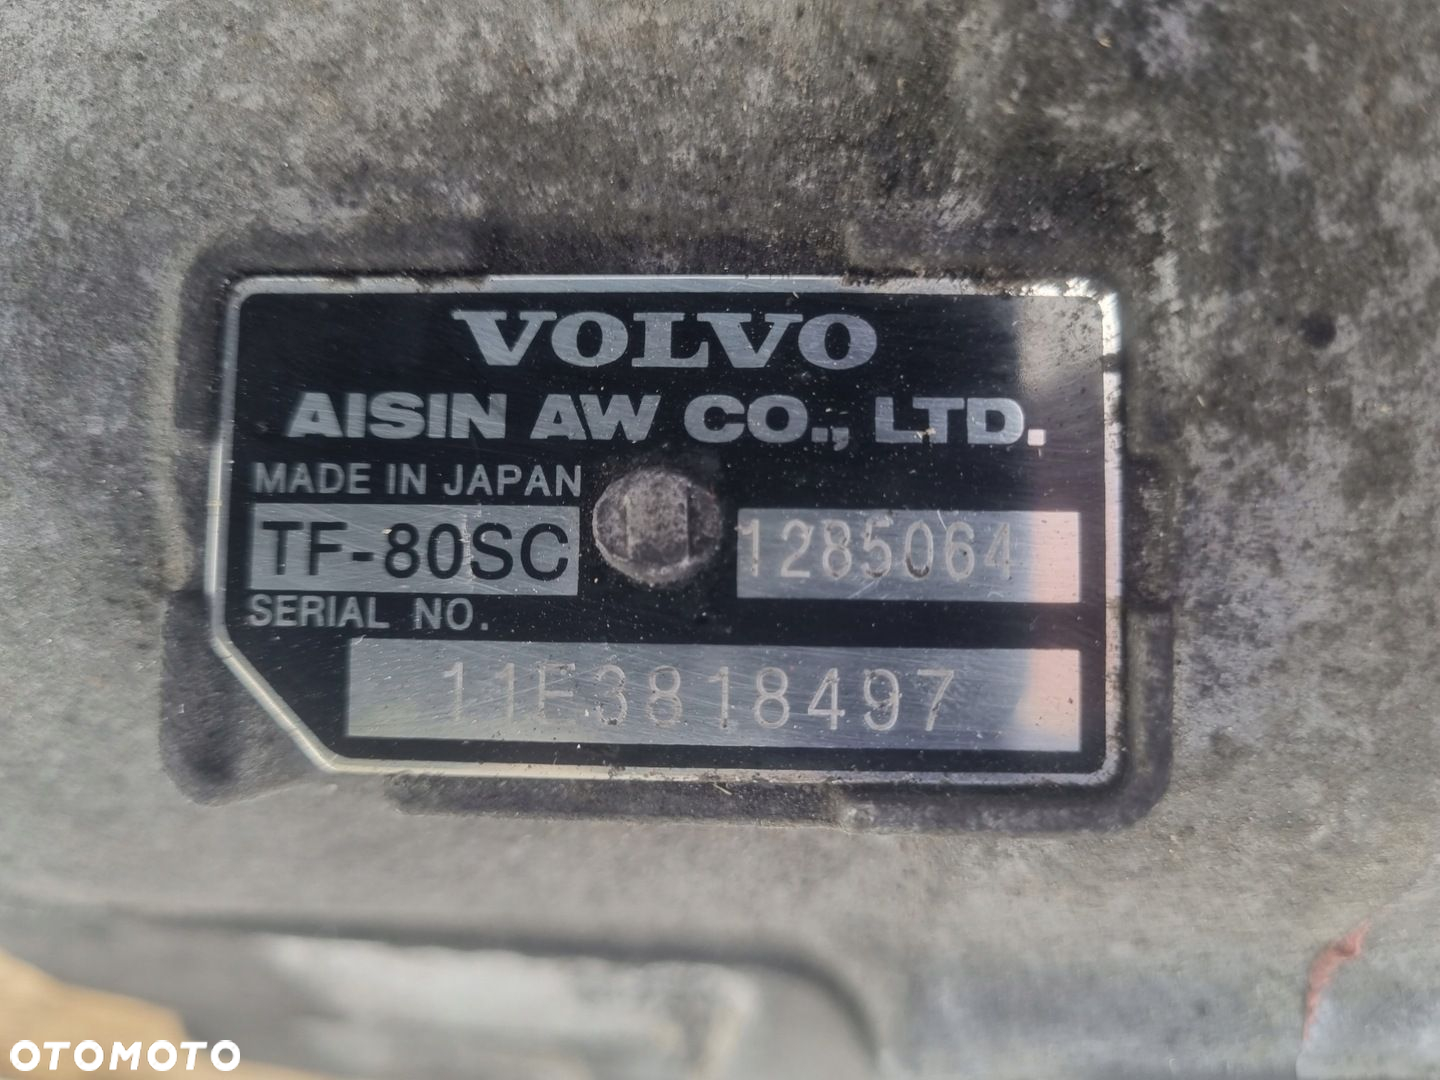 VOLVO
AISIN AW CO., LTD.
MADE IN JAPAN
TF-80SC 1285064
SERIAL NO.
11E3818497
OTOMOTO